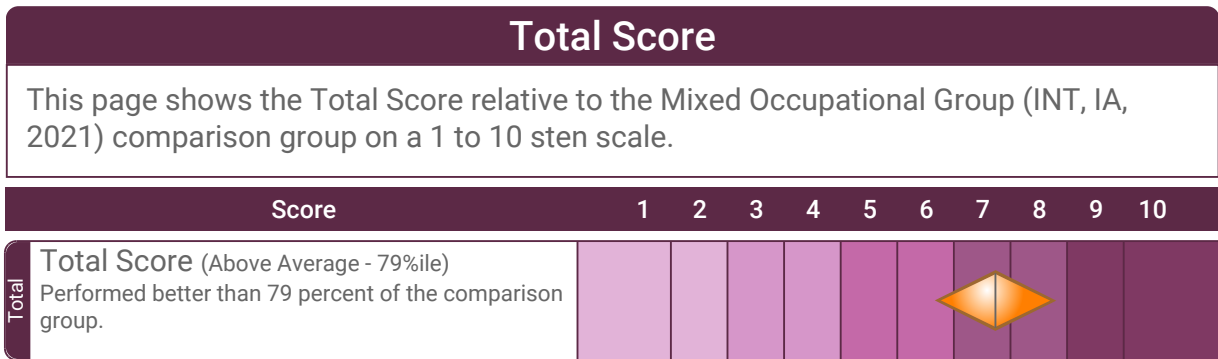 Total Score
This page shows the Total Score relative to the Mixed Occupational Group (INT, IA,
2021) comparison group on a 1 to 10 sten scale.
Score 1 2 3 4 5 6 7 8 9 10
Total
Total Score (Above Average - 79%ile)
Performed better than 79 percent of the comparison
group.